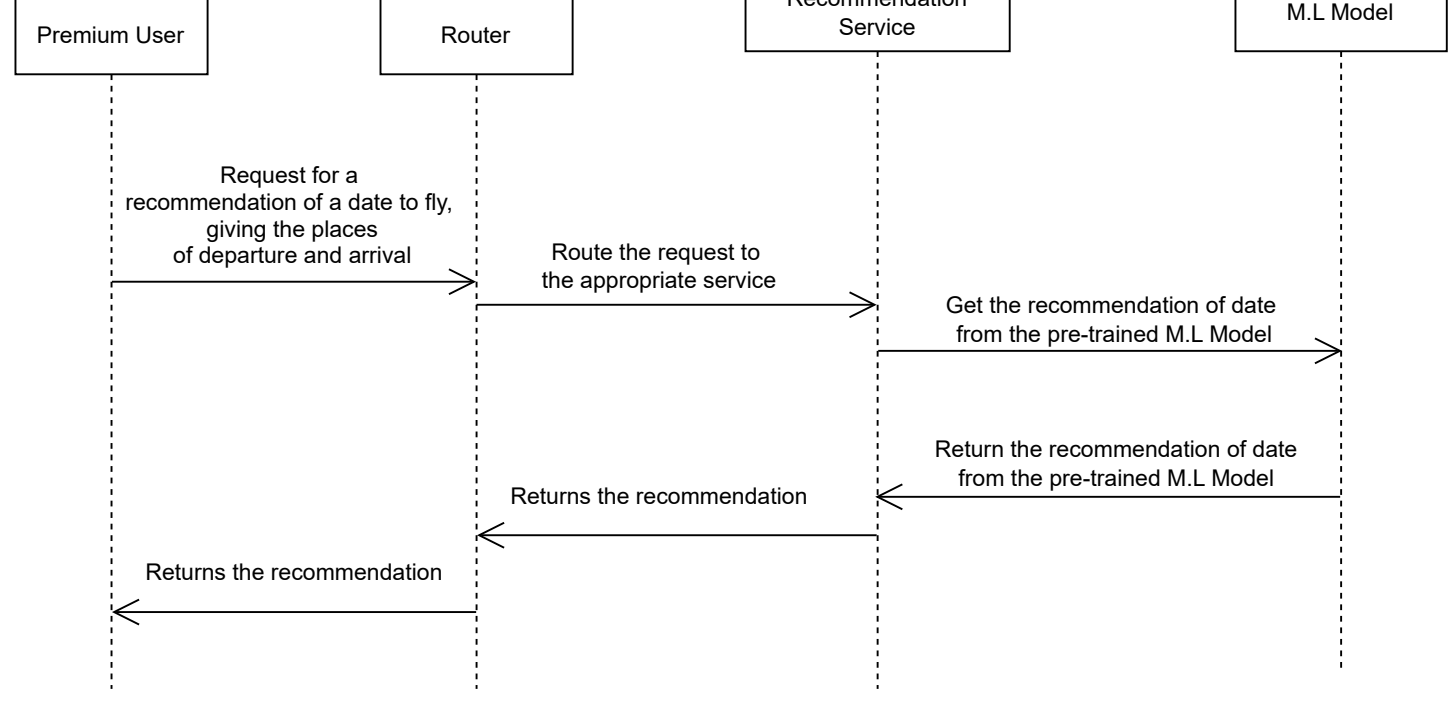 Premium User
Router
Recommendation
Service
M.L Model
Request for a
recommendation of a date to fly,
giving the places
of departure and arrival
Route the request to
the appropriate service
Get the recommendation of date
from the pre-trained M.L Model
Return the recommendation of date
from the pre-trained M.L Model
Returns the recommendation
Returns the recommendation